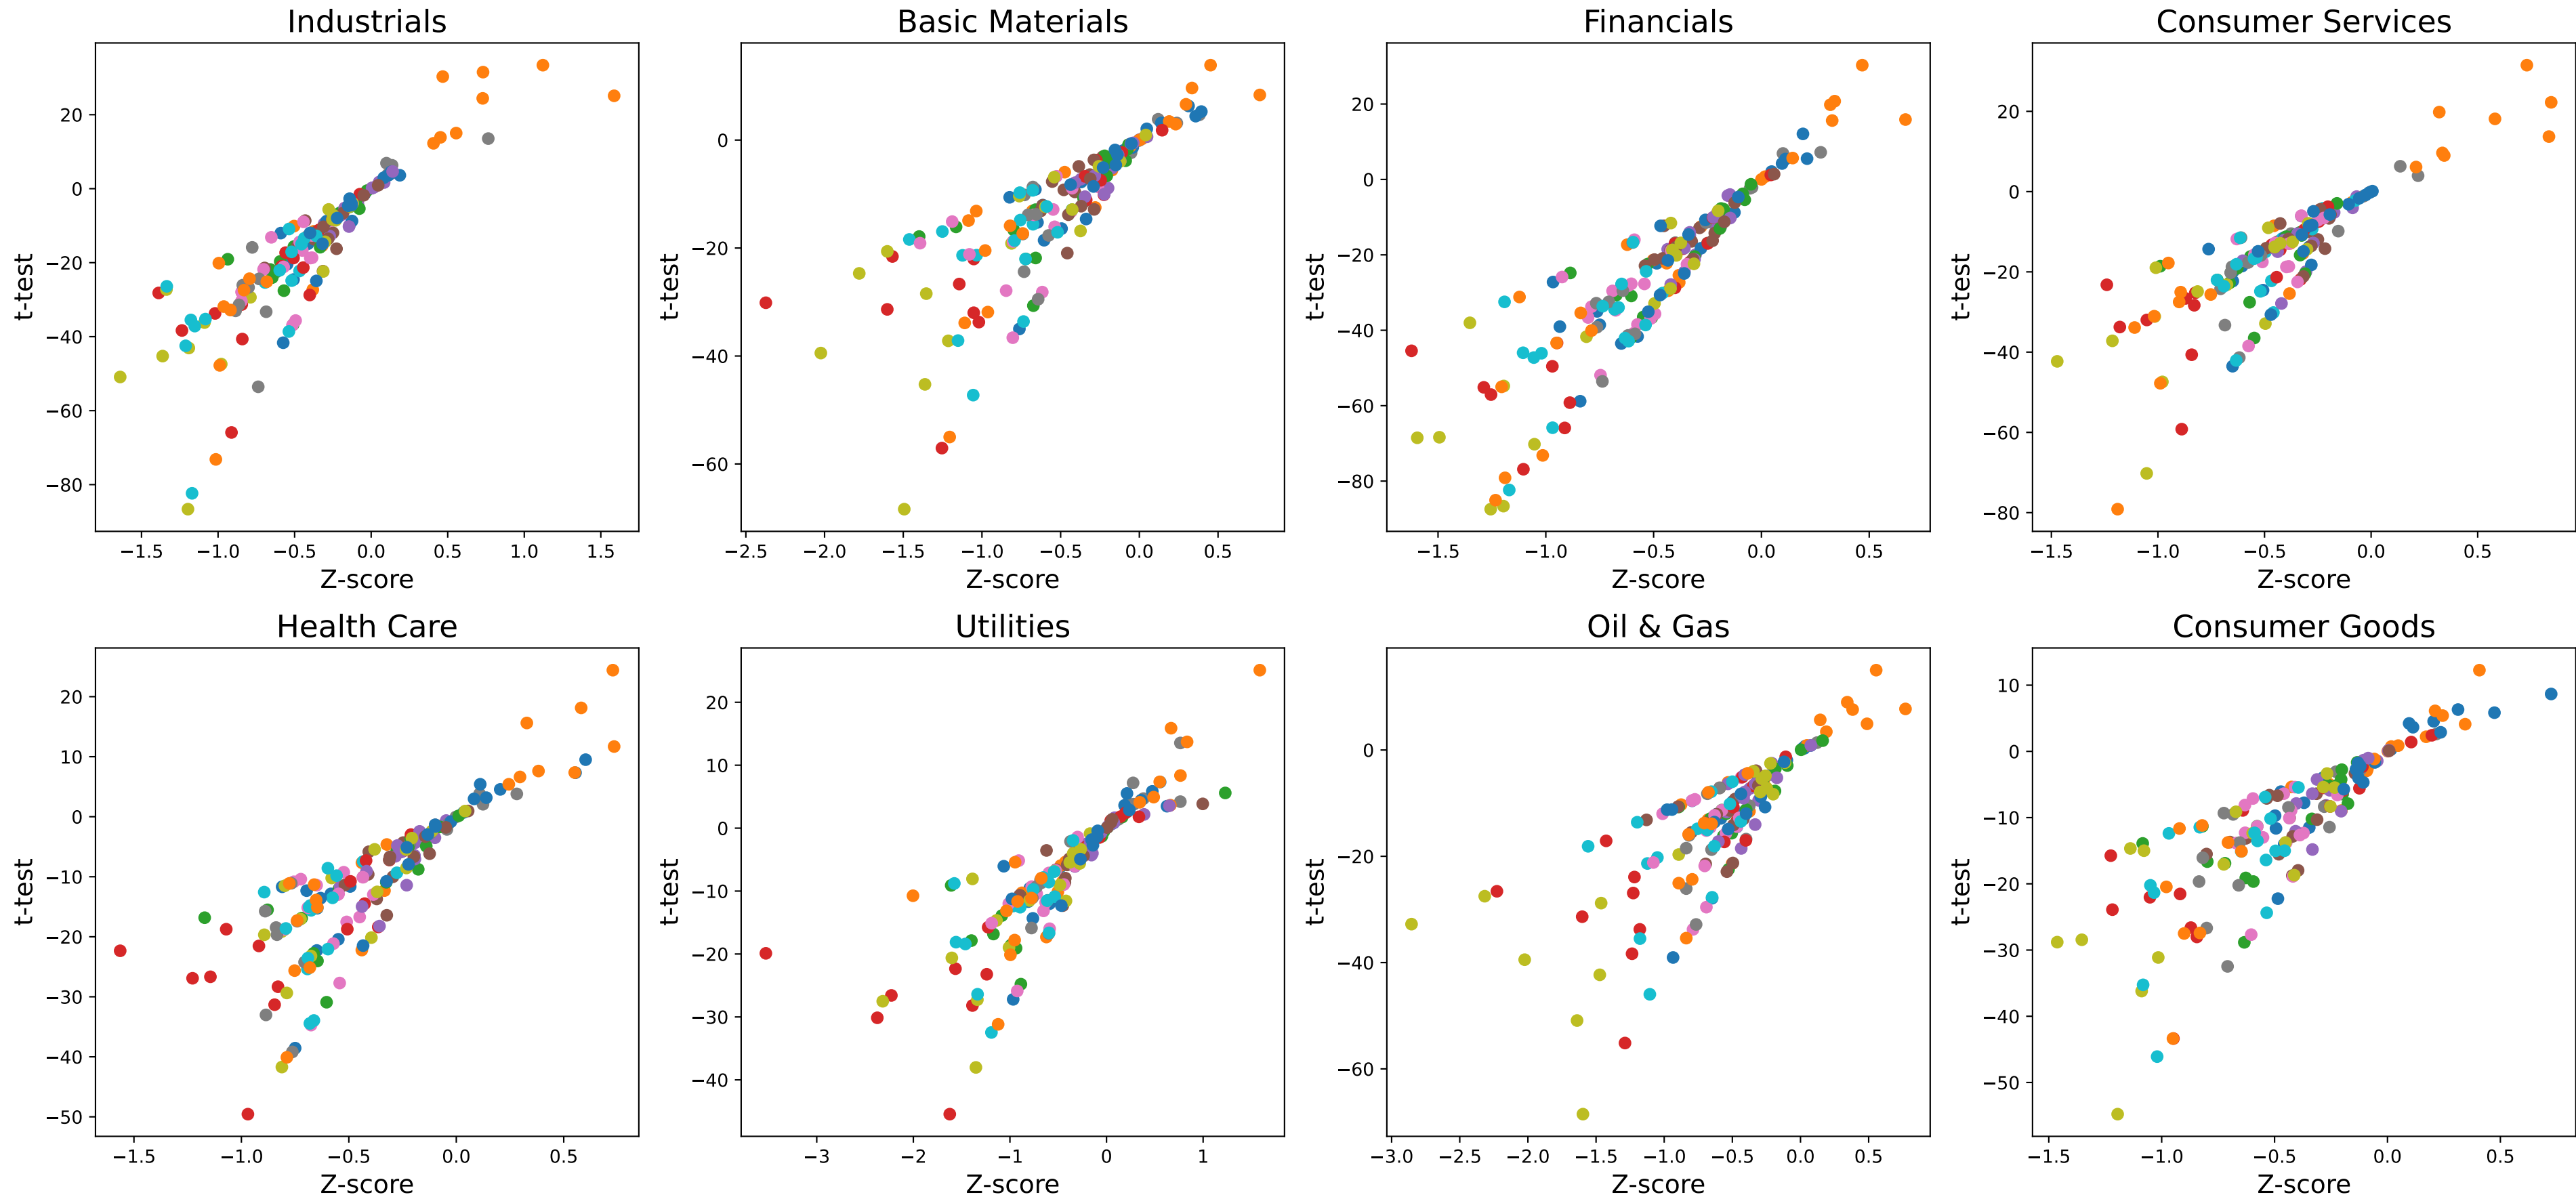 Industrials
Basic Materials
Financials
Consumer Services
t-test
20
0
−20
−40
−60
−80
−1.5 −1.0 −0.5 0.0 0.5 1.0 1.5
Z-score
t-test
0
−20
−40
−60
−2.5 −2.0 −1.5 −1.0 −0.5 0.0 0.5
Z-score
t-test
20
0
−20
−40
−60
−80
−1.5 −1.0 −0.5 0.0 0.5
Z-score
t-test
20
0
−20
−40
−60
−80
−1.5 −1.0 −0.5 0.0 0.5
Z-score
Health Care
Utilities
Oil & Gas
Consumer Goods
t-test
20
10
0
−10
−20
−30
−40
−50
−1.5 −1.0 −0.5 0.0 0.5
Z-score
t-test
20
10
0
−10
−20
−30
−40
−3 −2 −1 0 1
Z-score
t-test
0
−20
−40
−60
−3.0 −2.5 −2.0 −1.5 −1.0 −0.5 0.0 0.5
Z-score
t-test
10
0
−10
−20
−30
−40
−50
−1.5 −1.0 −0.5 0.0 0.5
Z-score